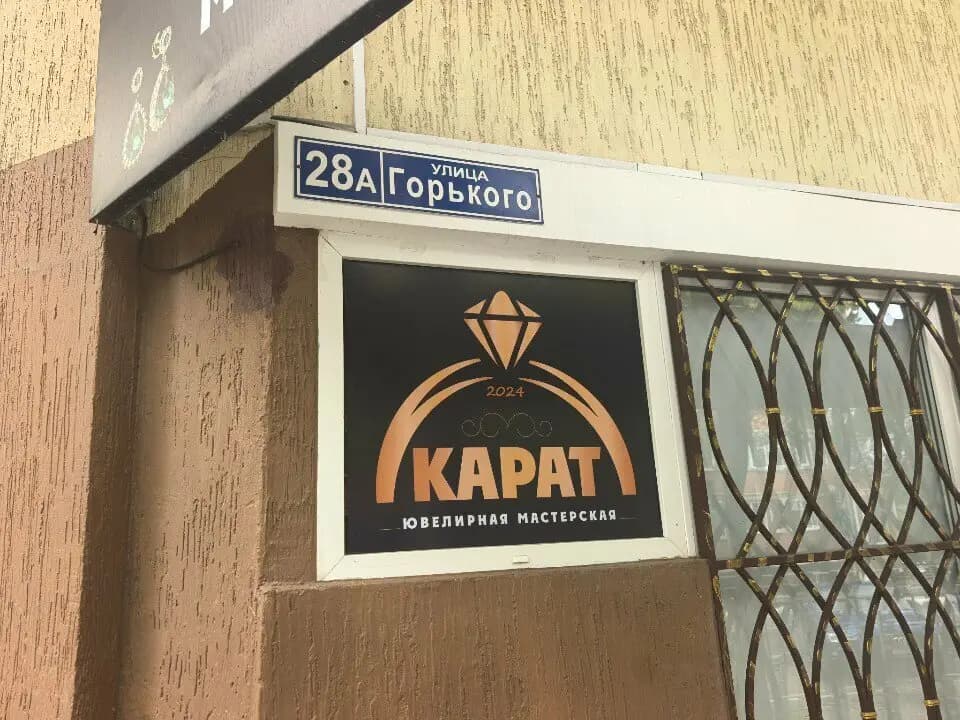 28А
УЛИЦА
Горького
2024
КАРАТ
ЮВЕЛИРНАЯ МАСТЕРСКАЯ